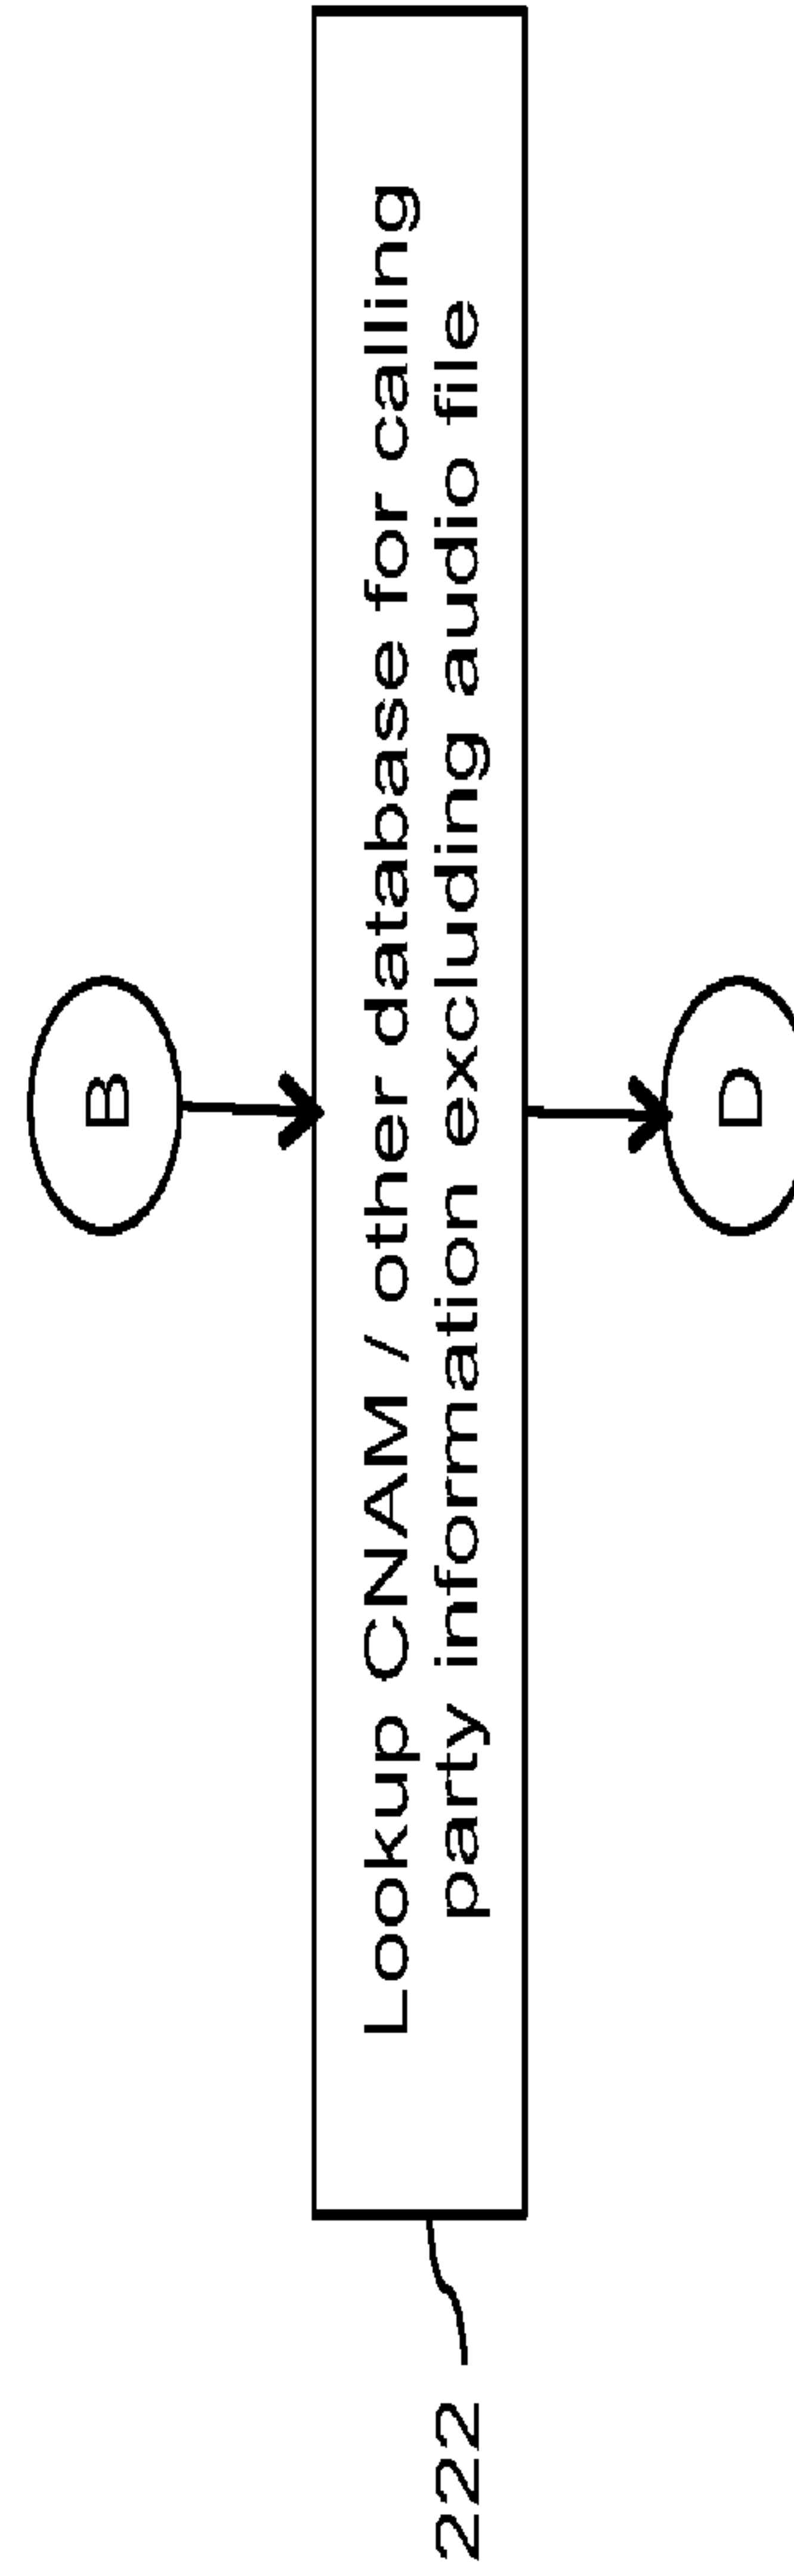 B
Lookup CNAM / other database for calling
party information excluding audio file
222
D